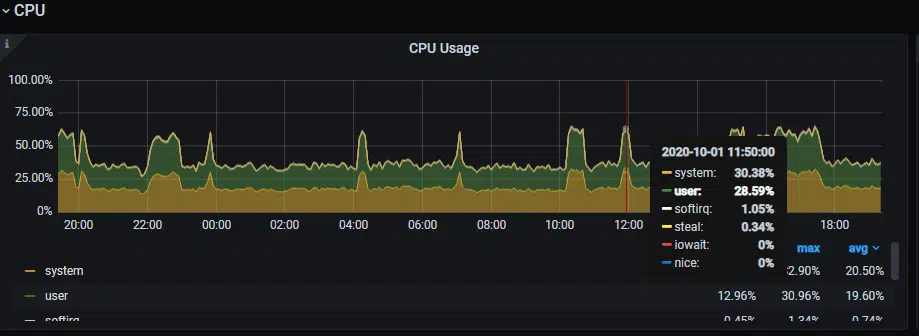 CPU
i
CPU Usage
100.00%
75.00%
50.00%
25.00%
0%
20:00 22:00 00:00 02:00 04:00 06:00 08:00 10:00 12:00 18:00
2020-10-01 11:50:00
system: 30.38%
user: 28.59%
softirq: 1.05%
steal: 0.34%
iowait: 0%
nice: 0%
max avg
system 2.90% 20.50%
user 12.96% 30.96% 19.60%
softirq 0.45% 1.34% 0.74%